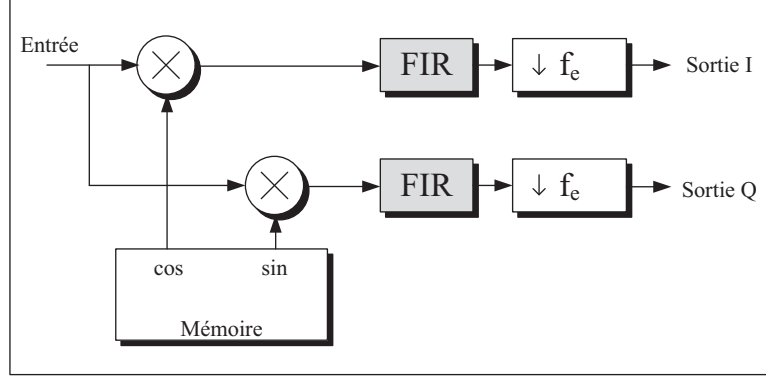 Entrée
FIR
↓ fe
Sortie I
FIR
↓ fe
Sortie Q
cos
sin
Mémoire